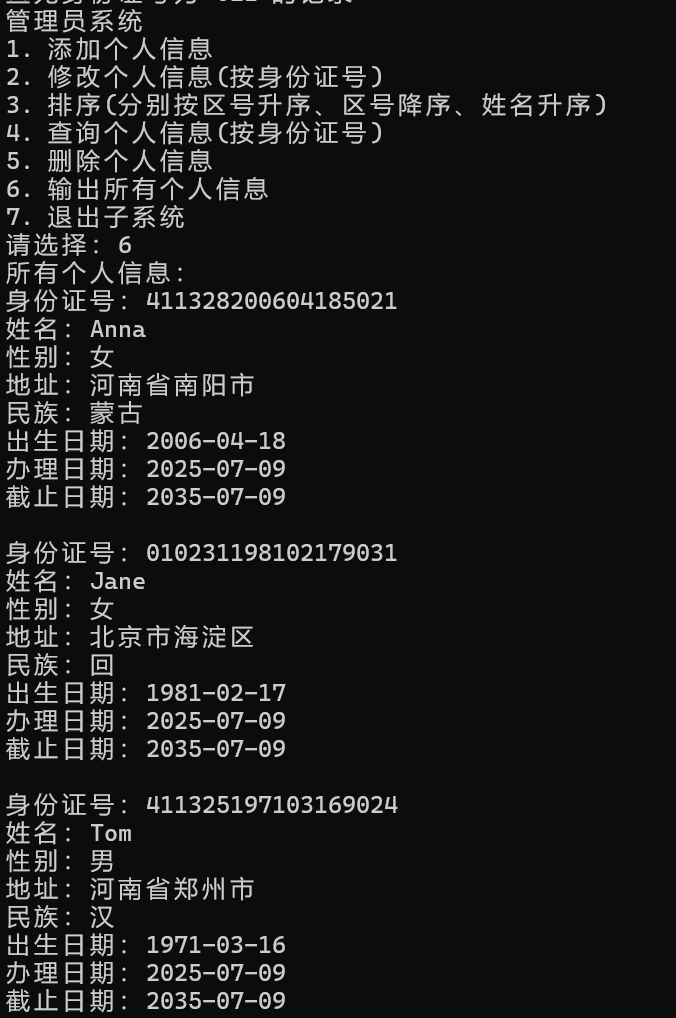 管理员系统
1. 添加个人信息
2. 修改个人信息(按身份证号)
3. 排序(分别按区号升序、区号降序、姓名升序)
4. 查询个人信息(按身份证号)
5. 删除个人信息
6. 输出所有个人信息
7. 退出子系统
请选择: 6
所有个人信息:
身份证号: 411328200604185021
姓名: Anna
性别: 女
地址: 河南省南阳市
民族: 蒙古
出生日期: 2006-04-18
办理日期: 2025-07-09
截止日期: 2035-07-09
身份证号: 010231198102179031
姓名: Jane
性别: 女
地址: 北京市海淀区
民族: 回
出生日期: 1981-02-17
办理日期: 2025-07-09
截止日期: 2035-07-09
身份证号: 411325197103169024
姓名: Tom
性别: 男
地址: 河南省郑州市
民族: 汉
出生日期: 1971-03-16
办理日期: 2025-07-09
截止日期: 2035-07-09